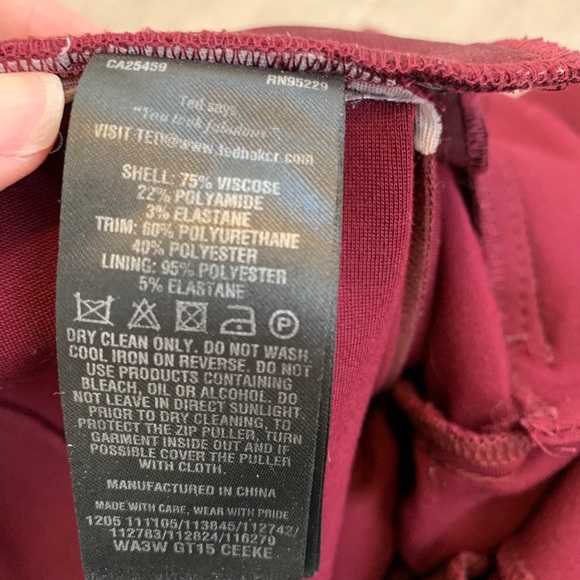 CA25459 RN95229
Ted says,
"You look fabulous"
VISIT TED@www.tedbaker.com
SHELL: 75% VISCOSE
22% POLYAMIDE
3% ELASTANE
TRIM: 60% POLYURETHANE
40% POLYESTER
LINING: 95% POLYESTER
5% ELASTANE
P
DRY CLEAN ONLY. DO NOT WASH.
COOL IRON ON REVERSE. DO NOT
USE PRODUCTS CONTAINING
BLEACH, OIL OR ALCOHOL. DO
NOT LEAVE IN DIRECT SUNLIGHT
PRIOR TO DRY CLEANING, TO
PROTECT THE ZIP PULLER, TURN
GARMENT INSIDE OUT AND IF
POSSIBLE COVER THE PULLER
WITH CLOTH.
MANUFACTURED IN CHINA
MADE WITH CARE, WEAR WITH PRIDE
1205 111105/113845/112742/
112783/112824/116279
WA3W GT15 CEEKE